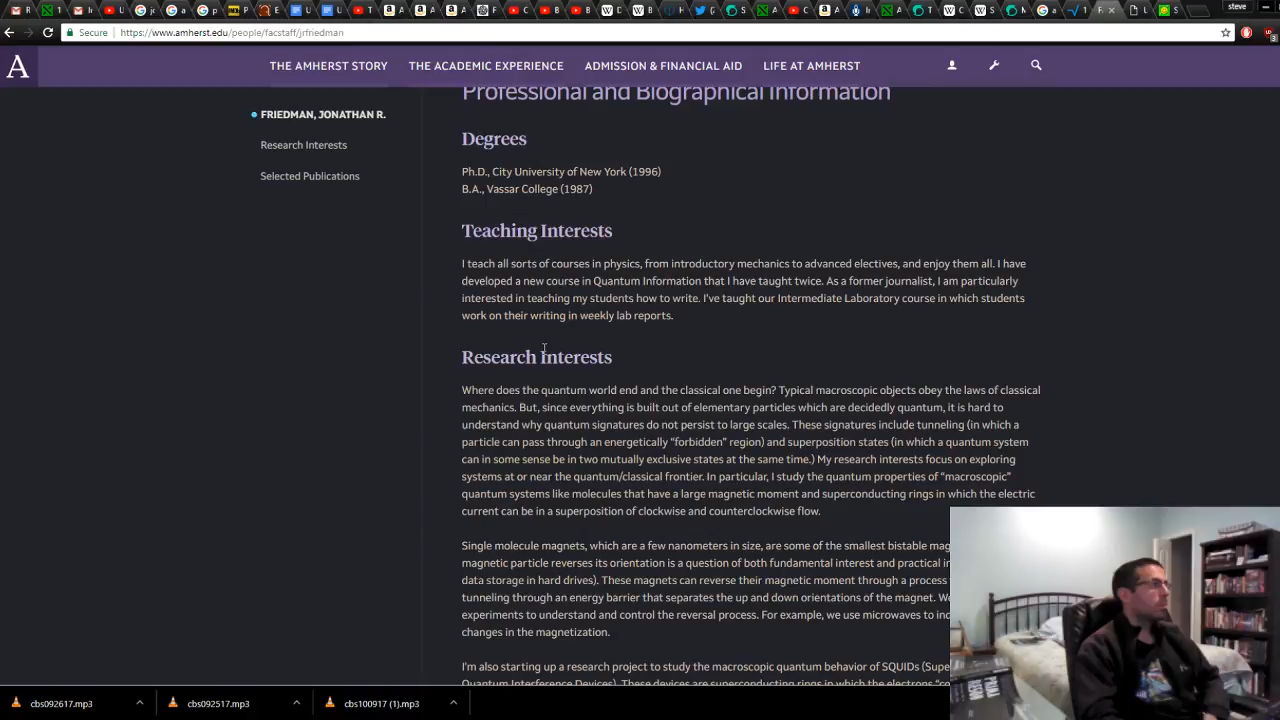 steve
Secure
https://www.amherst.edu/people/facstaff/jrfriedman
A
THE AMHERST STORY
THE ACADEMIC EXPERIENCE
ADMISSION & FINANCIAL AID
LIFE AT AMHERST
FRIEDMAN, JONATHAN R.
Research Interests
Selected Publications
Professional and Biographical Information
Degrees
Ph.D., City University of New York (1996)
B.A., Vassar College (1987)
Teaching Interests
I teach all sorts of courses in physics, from introductory mechanics to advanced electives, and enjoy them all. I have
developed a new course in Quantum Information that I have taught twice. As a former journalist, I am particularly
interested in teaching my students how to write. I've taught our Intermediate Laboratory course in which students
work on their writing in weekly lab reports.
Research Interests
Where does the quantum world end and the classical one begin? Typical macroscopic objects obey the laws of classical
mechanics. But, since everything is built out of elementary particles which are decidedly quantum, it is hard to
understand why quantum signatures do not persist to large scales. These signatures include tunneling (in which a
particle can pass through an energetically “forbidden” region) and superposition states (in which a quantum system
can in some sense be in two mutually exclusive states at the same time.) My research interests focus on exploring
systems at or near the quantum/classical frontier. In particular, I study the quantum properties of “macroscopic”
quantum systems like molecules that have a large magnetic moment and superconducting rings in which the electric
current can be in a superposition of clockwise and counterclockwise flow.
Single molecule magnets, which are a few nanometers in size, are some of the smallest bistable mag
magnetic particle reverses its orientation is a question of both fundamental interest and practical in
data storage in hard drives). These magnets can reverse their magnetic moment through a process
tunneling through an energy barrier that separates the up and down orientations of the magnet. We
experiments to understand and control the reversal process. For example, we use microwaves to in
changes in the magnetization.
I'm also starting up a research project to study the macroscopic quantum behavior of SQUIDs (Supe
Quantum Interference Devices). These devices are superconducting rings in which the electrons “co
cbs092617.mp3
cbs092517.mp3
cbs100917 (1).mp3